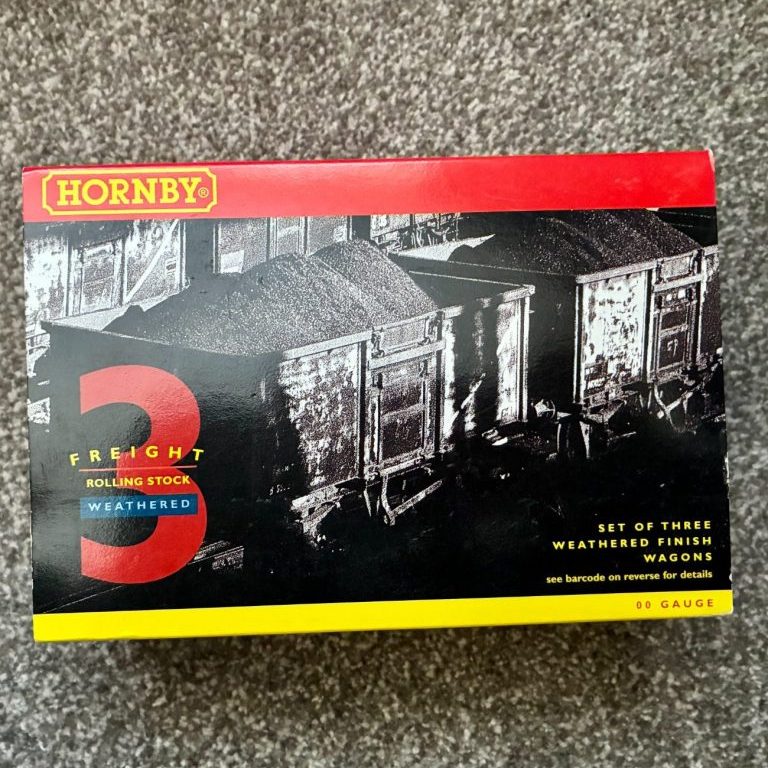 HORNBY®
3
FREIGHT
ROLLING STOCK
WEATHERED
SET OF THREE
WEATHERED FINISH
WAGONS
see barcode on reverse for details
00 GAUGE